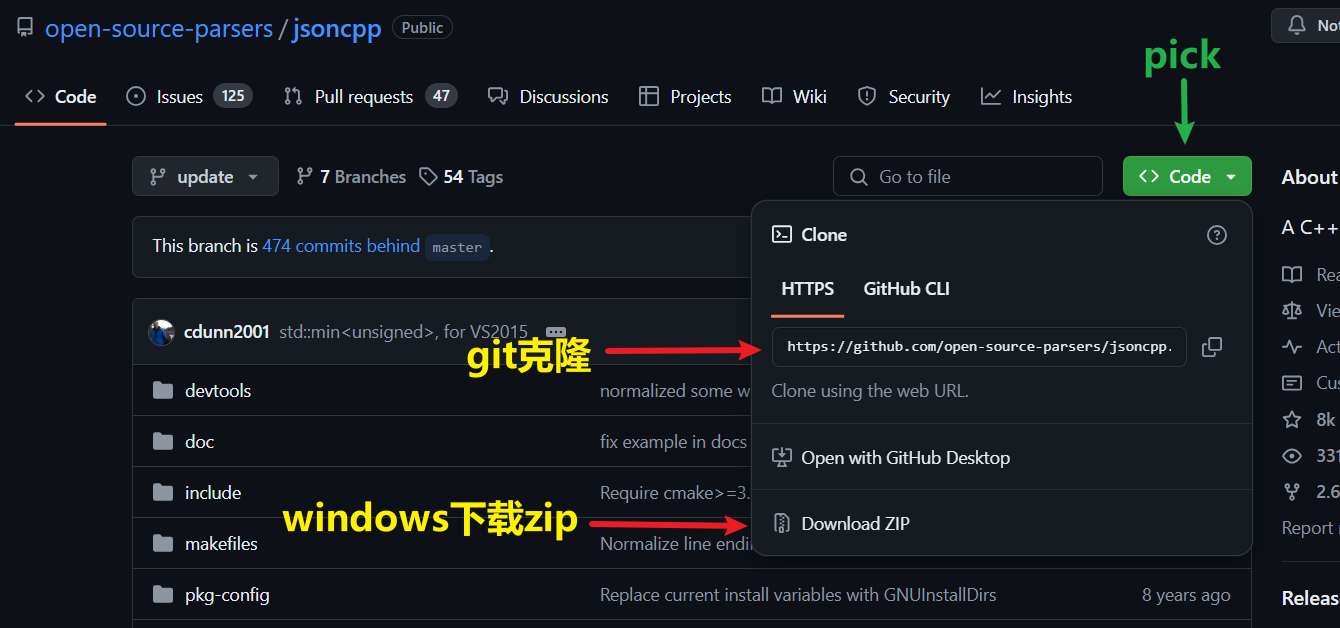 open-source-parsers / jsoncpp Public
pick
Code Issues 125 Pull requests 47 Discussions Projects Wiki Security Insights
update 7 Branches 54 Tags Go to file Code About
This branch is 474 commits behind master .
Clone
A C++
HTTPS GitHub CLI
cdunn2001 std::min<unsigned>, for VS2015
git克隆
https://github.com/open-source-parsers/jsoncpp.
Clone using the web URL.
devtools normalized some w
8k
doc fix example in docs
Open with GitHub Desktop
331
include Require cmake>=3.
2.6
windows下载zip
Download ZIP
Report
makefiles Normalize line endi
pkg-config Replace current install variables with GNUInstallDirs 8 years ago
Releas